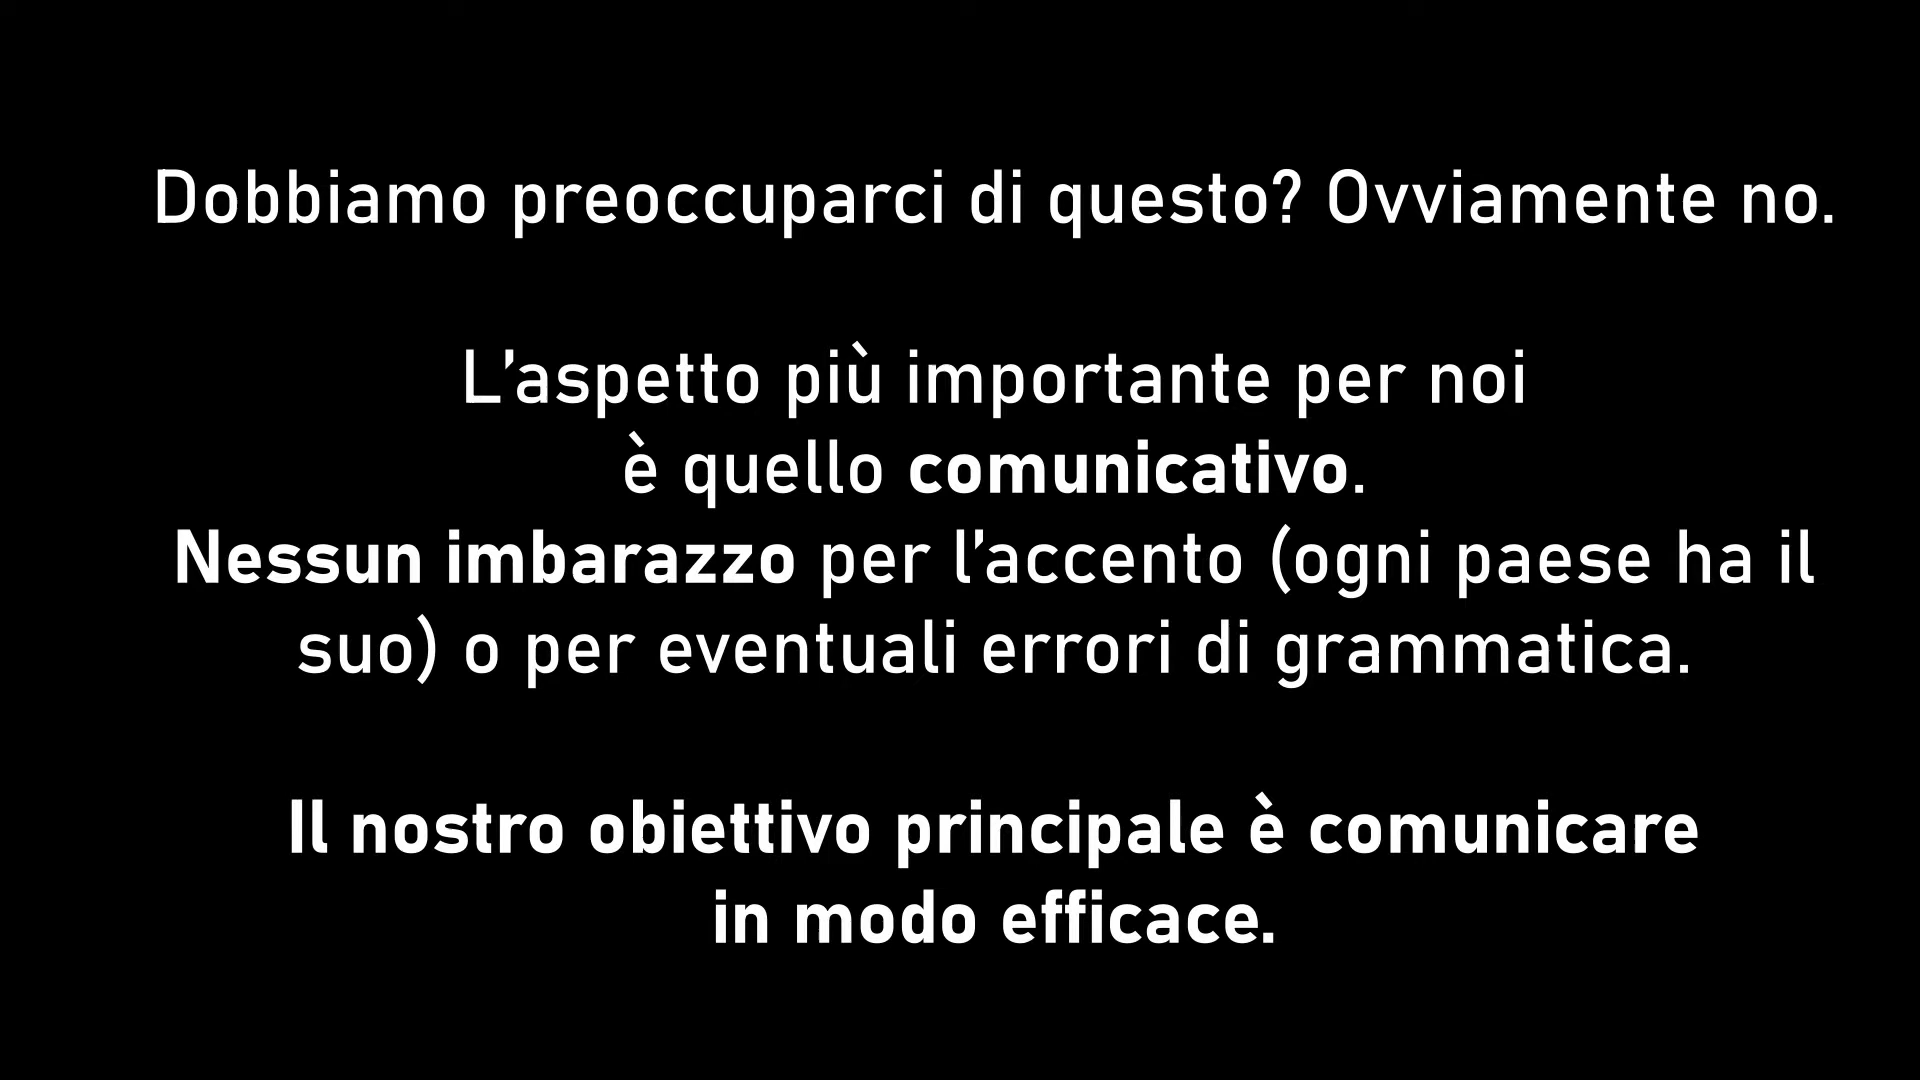 Dobbiamo preoccuparci di questo? Ovviamente no.
L’aspetto più importante per noi
è quello comunicativo.
Nessun imbarazzo per l’accento (ogni paese ha il
suo) o per eventuali errori di grammatica.
Il nostro obiettivo principale è comunicare
in modo efficace.